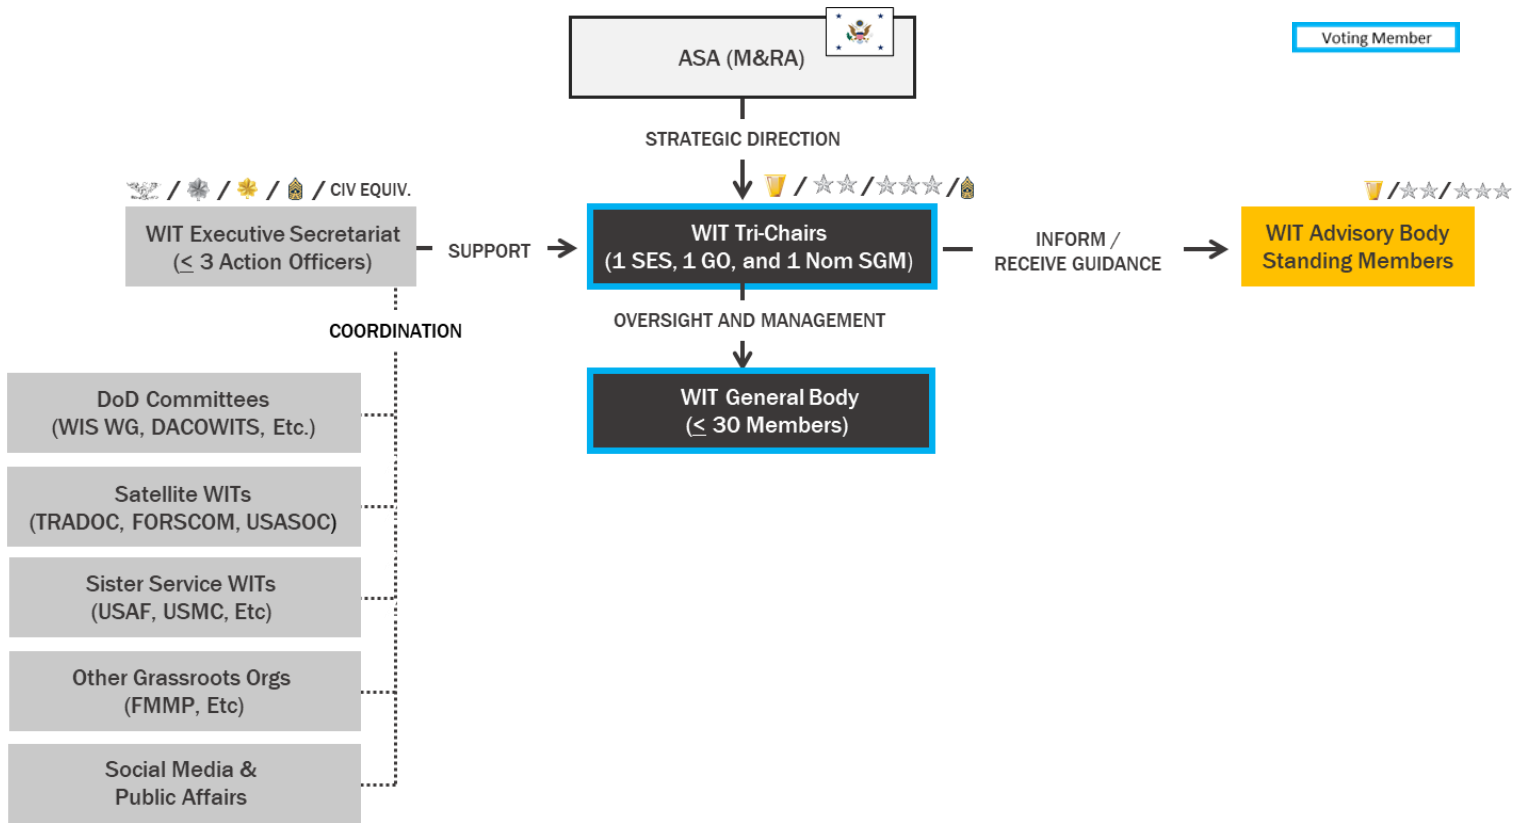 ASA (M&RA)
Voting Member
STRATEGIC DIRECTION
/ / / / CIV EQUIV.
/ / /
/ /
WIT Executive Secretariat
(≤ 3 Action Officers)
SUPPORT
WIT Tri-Chairs
(1 SES, 1 GO, and 1 Nom SGM)
INFORM /
RECEIVE GUIDANCE
WIT Advisory Body
Standing Members
COORDINATION
OVERSIGHT AND MANAGEMENT
WIT General Body
(≤ 30 Members)
DoD Committees
(WIS WG, DACOWITS, Etc.)
Satellite WITs
(TRADOC, FORSCOM, USASOC)
Sister Service WITs
(USAF, USMC, Etc)
Other Grassroots Orgs
(FMMP, Etc)
Social Media &
Public Affairs